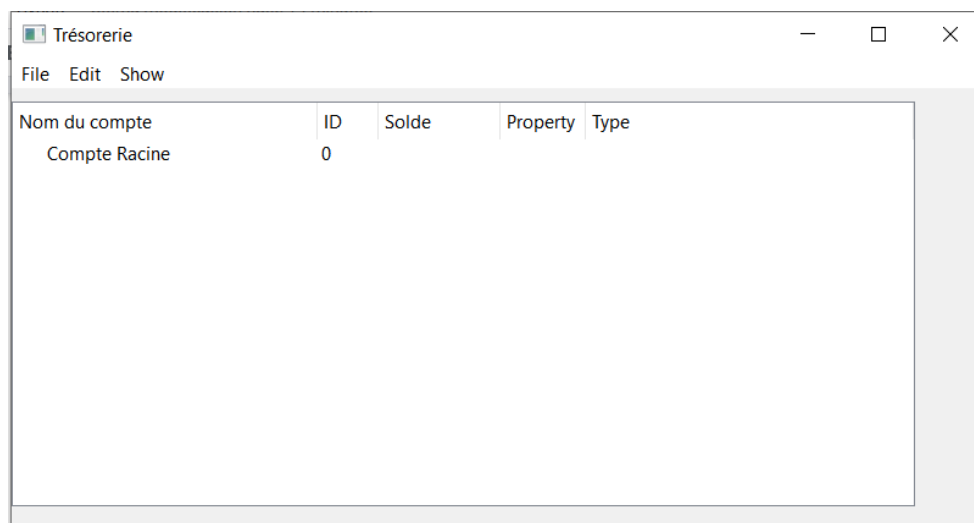 Trésorerie
File Edit Show
Nom du compte ID Solde Property Type
Compte Racine 0